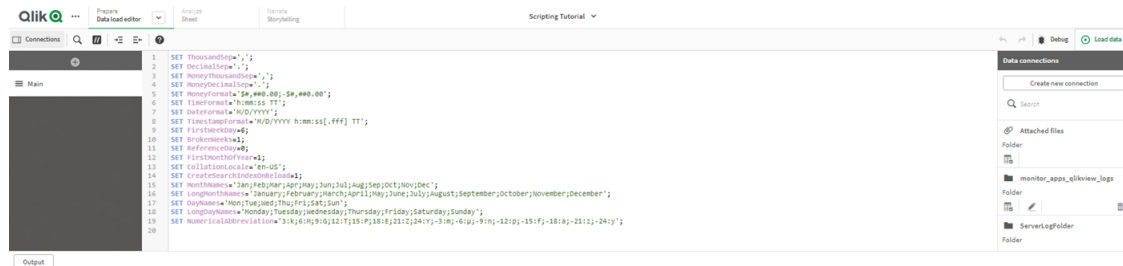 Qlik
Prepare
Data load editor
Analyze
Sheet
Narrate
Storytelling
Scripting Tutorial
Connections
Debug
Load data
Main
1 SET ThousandSep=',';
2 SET DecimalSep='.';
3 SET MoneyThousandSep=',';
4 SET MoneyDecimalSep='.';
5 SET MoneyFormat='$#,##0.00;-$#,##0.00';
6 SET TimeFormat='h:mm:ss TT';
7 SET DateFormat='M/D/YYYY';
8 SET TimestampFormat='M/D/YYYY h:mm:ss[.fff] TT';
9 SET FirstWeekDay=6;
10 SET BrokenWeeks=1;
11 SET ReferenceDay=0;
12 SET FirstMonthOfYear=1;
13 SET CollationLocale='en-US';
14 SET CreateSearchIndexOnReload=1;
15 SET MonthNames='Jan;Feb;Mar;Apr;May;Jun;Jul;Aug;Sep;Oct;Nov;Dec';
16 SET LongMonthNames='January;February;March;April;May;June;July;August;September;October;November;December';
17 SET DayNames='Mon;Tue;Wed;Thu;Fri;Sat;Sun';
18 SET LongDayNames='Monday;Tuesday;Wednesday;Thursday;Friday;Saturday;Sunday';
19 SET NumericalAbbreviation='3:k;6:M;9:G;12:T;15:P;18:E;21:Z;24:Y;-3:m;-6:μ;-9:n;-12:p;-15:f;-18:a;-21:z;-24:y';
20
Data connections
Create new connection
Search
Attached files
Folder
monitor_apps_qlikview_logs
Folder
ServerLogFolder
Folder
Output